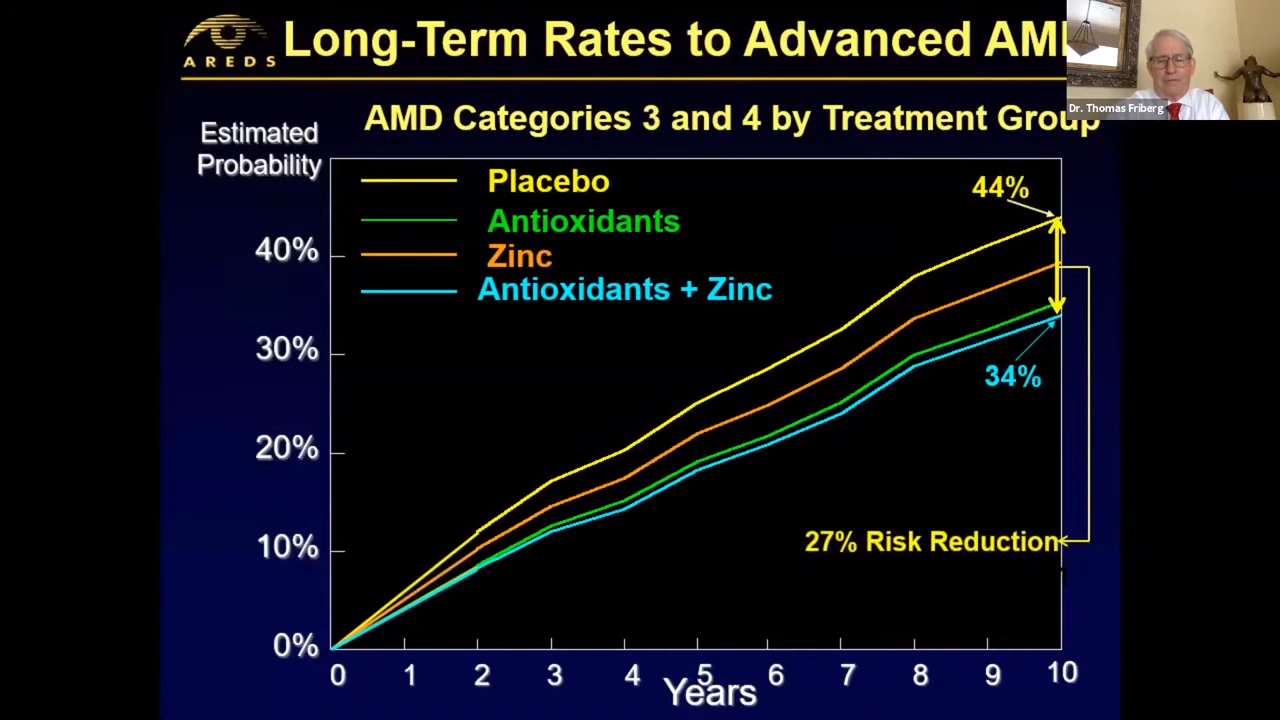 AREDS
Long-Term Rates to Advanced AM
Dr. Thomas Friberg
AMD Categories 3 and 4 by Treatment Group
Estimated
Probability
Placebo
Antioxidants
Zinc
Antioxidants + Zinc
44%
34%
27% Risk Reduction
40%
30%
20%
10%
0%
0 1 2 3 4 5 6 7 8 9 10
Years